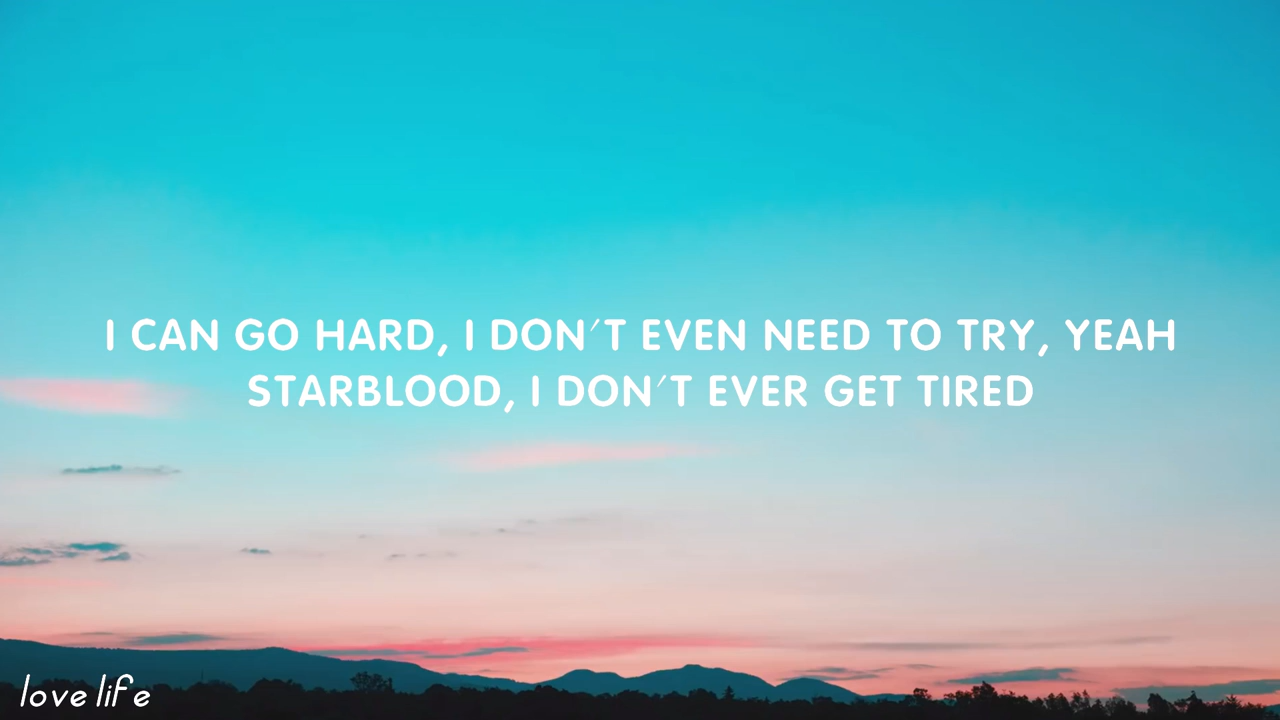 I CAN GO HARD, I DON'T EVEN NEED TO TRY, YEAH
STARBLOOD, I DON'T EVER GET TIRED
love life